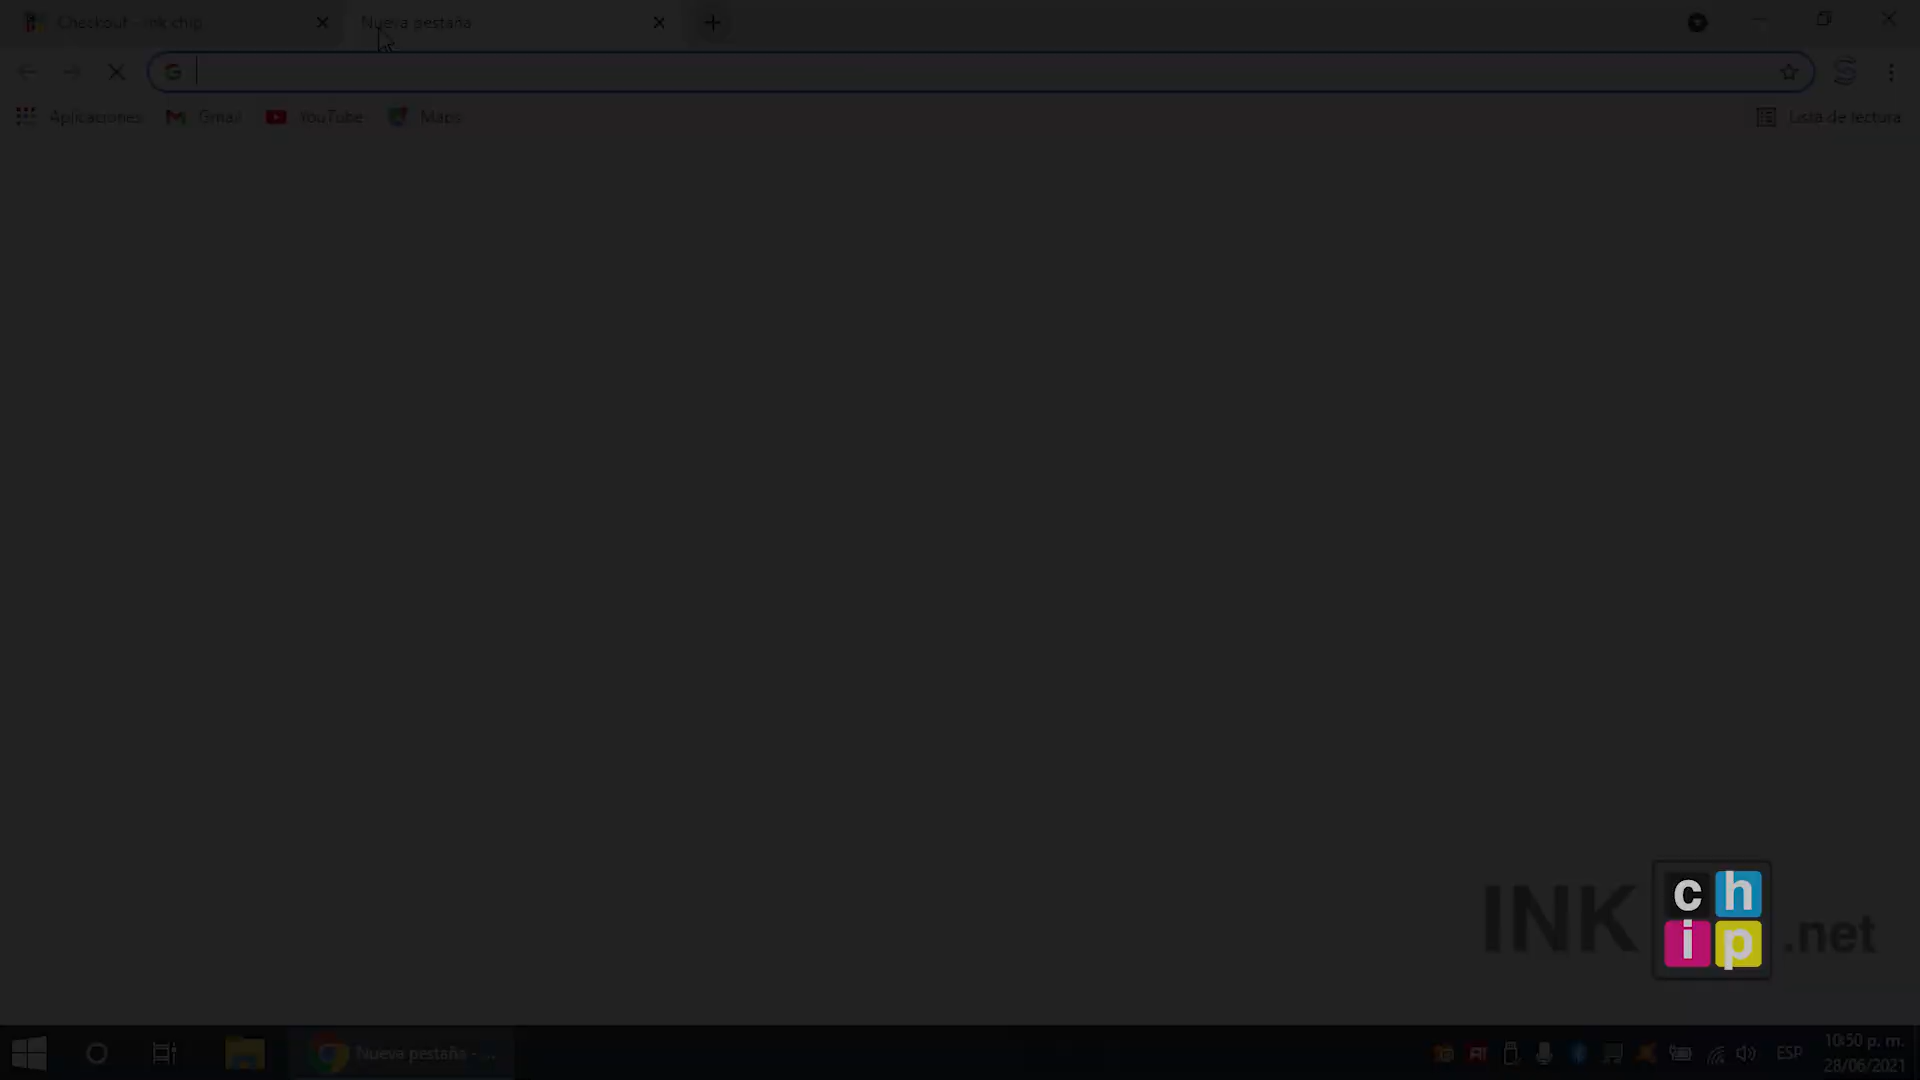 Checkout - ink chip
Nueva pestaña
Aplicaciones
Gmail
YouTube
Maps
Lista de lectura
INK chip .net
Nueva pestaña - ...
ESP
10:50 p. m.
28/06/2021